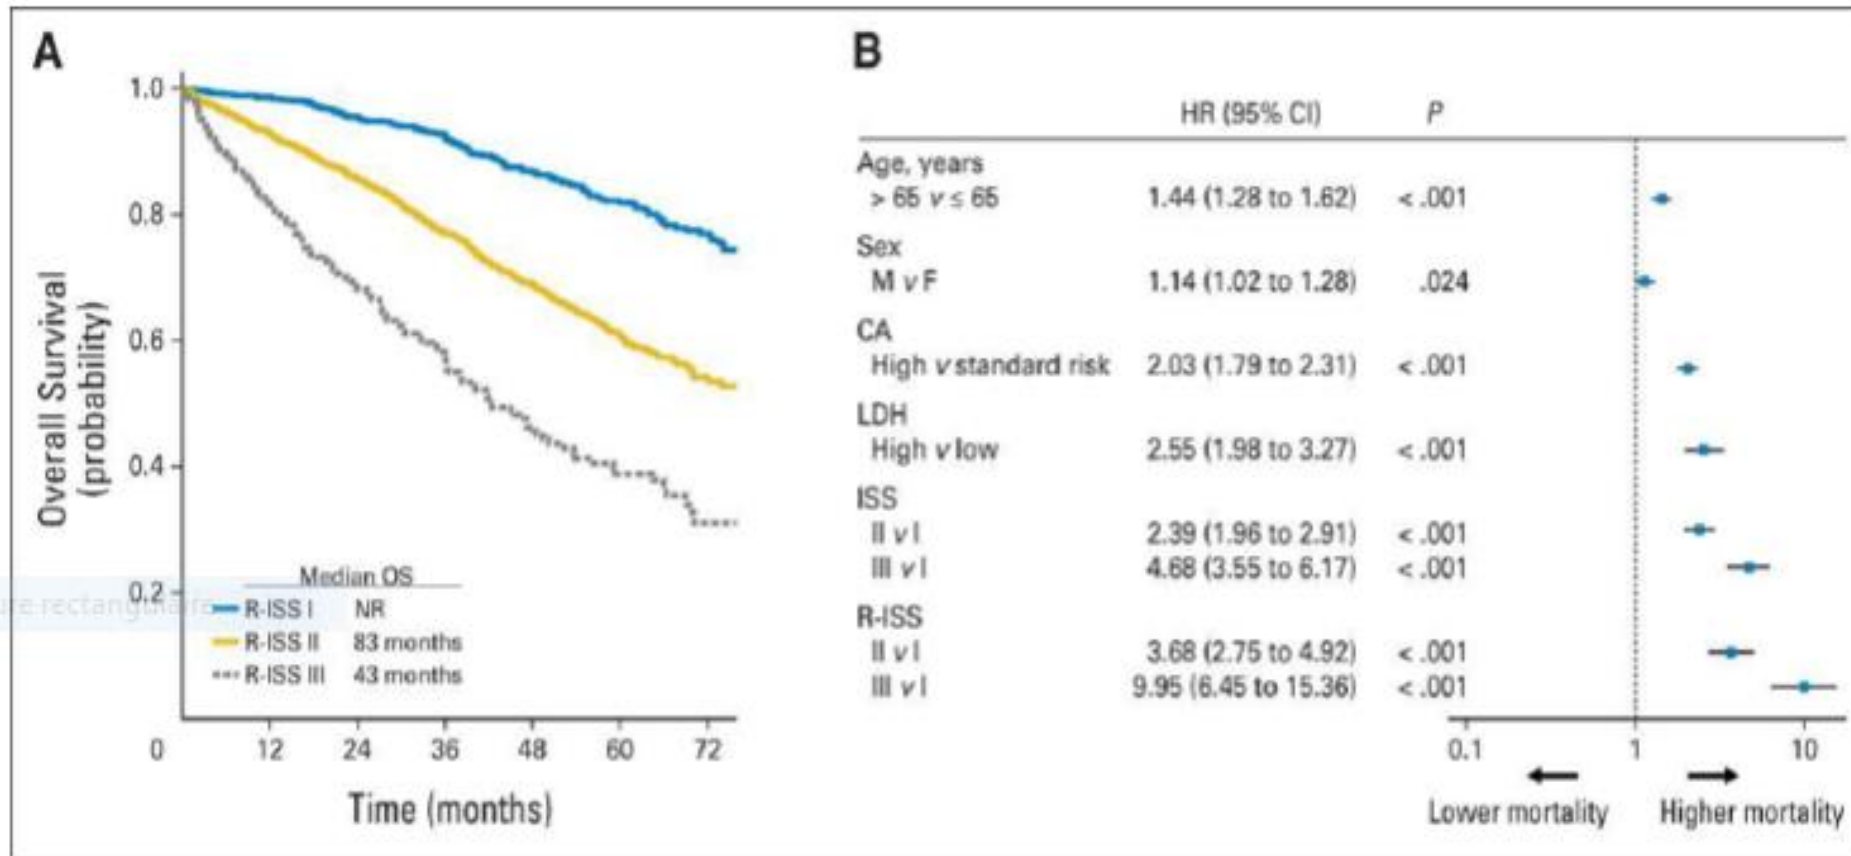 A
Overall Survival
(probability)
1.0
0.8
0.6
0.4
0.2
Median OS
R-ISS I NR
R-ISS II 83 months
R-ISS III 43 months
0 12 24 36 48 60 72
Time (months)
B
HR (95% CI) P
Age, years
> 65 v ≤ 65 1.44 (1.28 to 1.62) < .001
Sex
M v F 1.14 (1.02 to 1.28) .024
CA
High v standard risk 2.03 (1.79 to 2.31) < .001
LDH
High v low 2.55 (1.98 to 3.27) < .001
ISS
II v I 2.39 (1.96 to 2.91) < .001
III v I 4.68 (3.55 to 6.17) < .001
R-ISS
II v I 3.68 (2.75 to 4.92) < .001
III v I 9.95 (6.45 to 15.36) < .001
0.1 1 10
Lower mortality Higher mortality